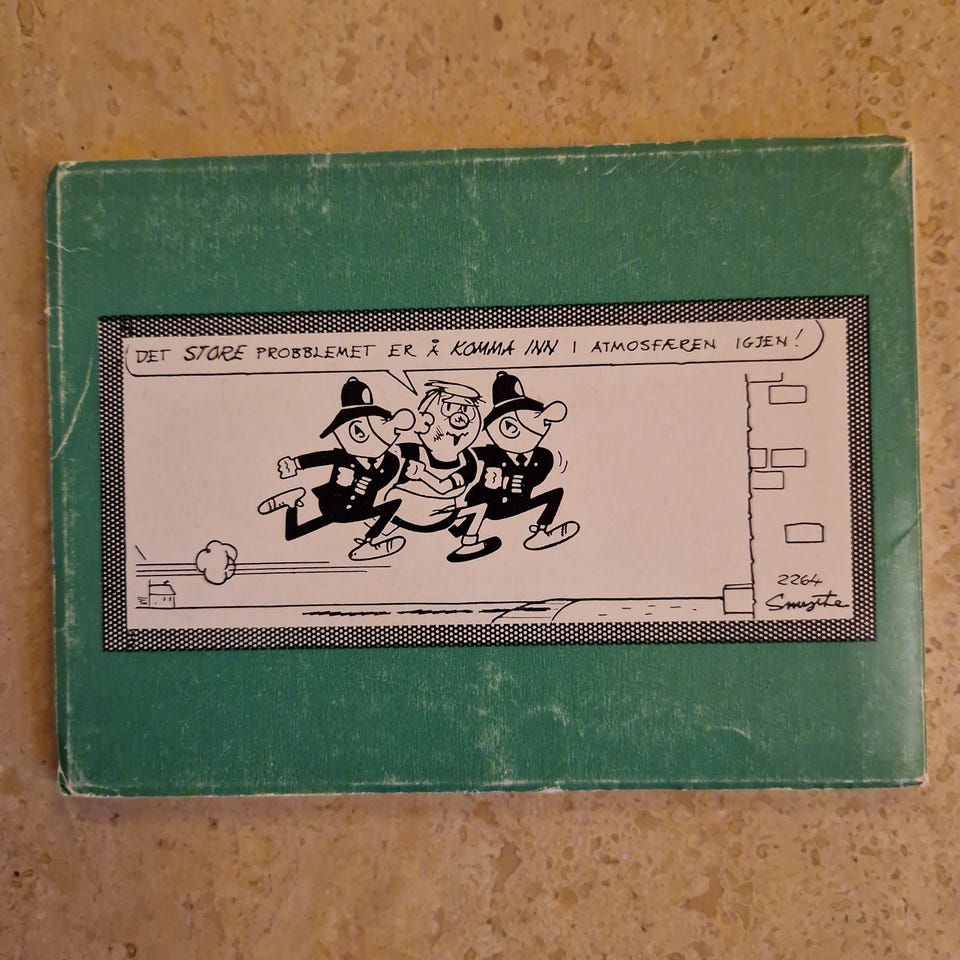 DET STORE PROBBLEMET ER Å KOMMA INN I ATMOSFÆREN IGJEN!
2264
Smythe